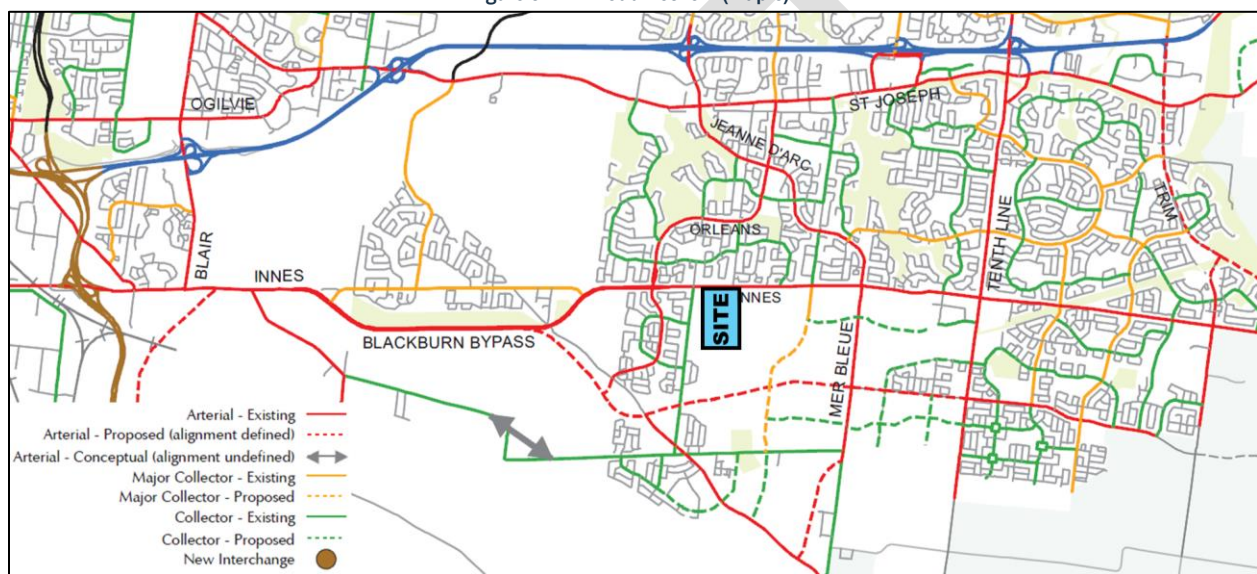 OGILVIE
ST JOSEPH
JEANNE D'ARC
TRIM
ORLEANS
TENTH LINE
BLAIR
INNES
NNES
SITE
BLACKBURN BYPASS
MER BLEUE
Arterial - Existing
Arterial - Proposed (alignment defined)
Arterial - Conceptual (alignment undefined)
Major Collector - Existing
Major Collector - Proposed
Collector - Existing
Collector - Proposed
New Interchange